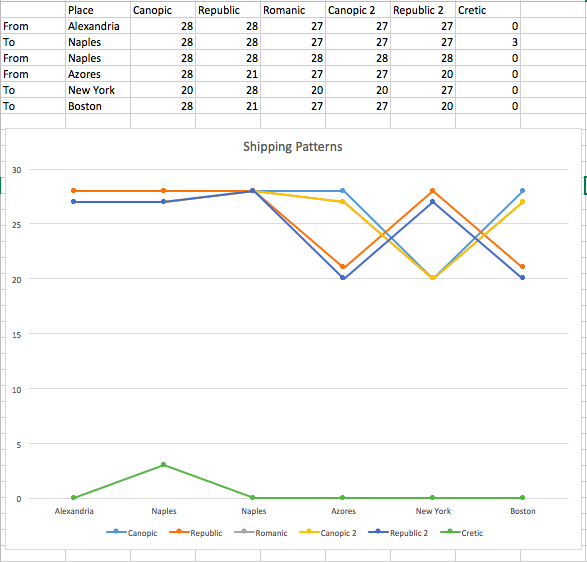 Place Canopic Republic Romanic Canopic 2 Republic 2 Cretic
From Alexandria 28 28 27 27 27 0
To Naples 28 28 27 27 27 3
From Naples 28 28 28 28 28 0
From Azores 28 21 27 27 20 0
To New York 20 28 20 20 27 0
To Boston 28 21 27 27 20 0
Shipping Patterns
30
25
20
15
10
5
0
Alexandria Naples Naples Azores New York Boston
Canopic Republic Romanic Canopic 2 Republic 2 Cretic